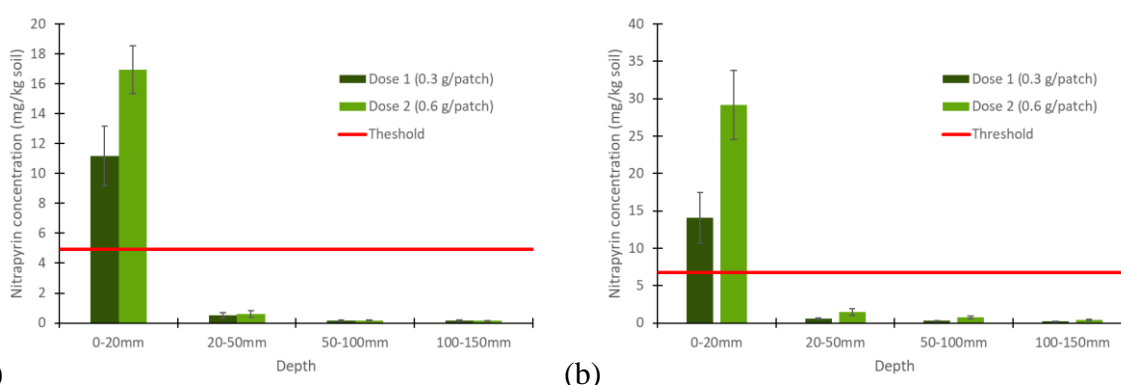 20
18
16
14
12
10
8
6
4
2
0
Nitrapyrin concentration (mg/kg soil)
Dose 1 (0.3 g/patch)
Dose 2 (0.6 g/patch)
Theshold
0-20mm 20-50mm 50-100mm 100-150mm
Depth
)
(b)
40
35
30
25
20
15
10
5
0
Nitrapyrin concentration (mg/kg soil)
Dose 1 (0.3 g/patch)
Dose 2 (0.6 g/patch)
Threshold
0-20mm 20-50mm 50-100mm 100-150mm
Depth